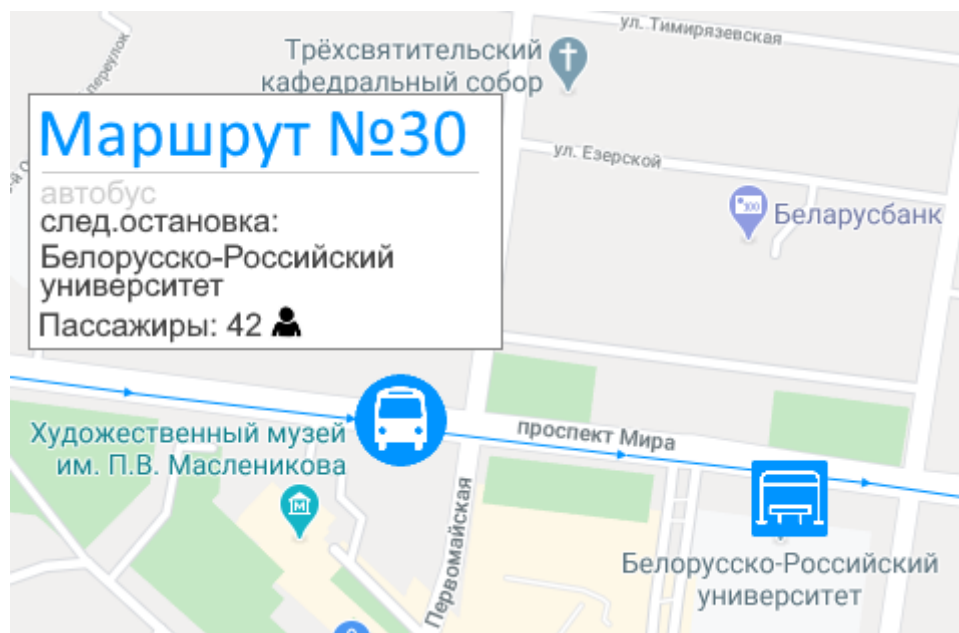 ул. Тимирязевская
Трёхсвятительский
кафедральный собор
переулок
Маршрут №30
ул. Езерской
автобус
след.остановка:
Белорусско-Российский
университет
Пассажиры: 42
Беларусбанк
Художественный музей
им. П.В. Масленикова
проспект Мира
Первомайская
Белорусско-Российский
университет